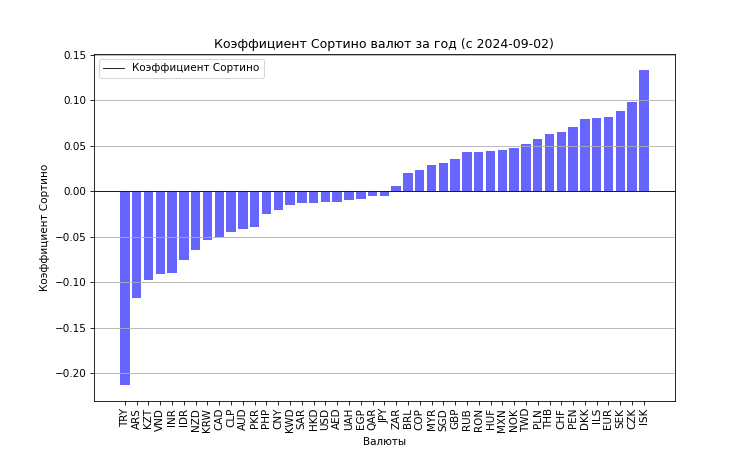 Коэффициент Сортино валют за год (с 2024-09-02)
Коэффициент Сортино
0.15
0.10
0.05
0.00
−0.05
−0.10
−0.15
−0.20
Коэффициент Сортино
TRY
ARS
KZT
VND
INR
IDR
NZD
KRW
CAD
CLP
AUD
PKR
PHP
CNY
KWD
SAR
HKD
USD
AED
UAH
EGP
QAR
JPY
ZAR
BRL
COP
MYR
SGD
GBP
RUB
RON
HUF
MXN
NOK
TWD
PLN
THB
CHF
PEN
DKK
ILS
EUR
SEK
CZK
ISK
Валюты